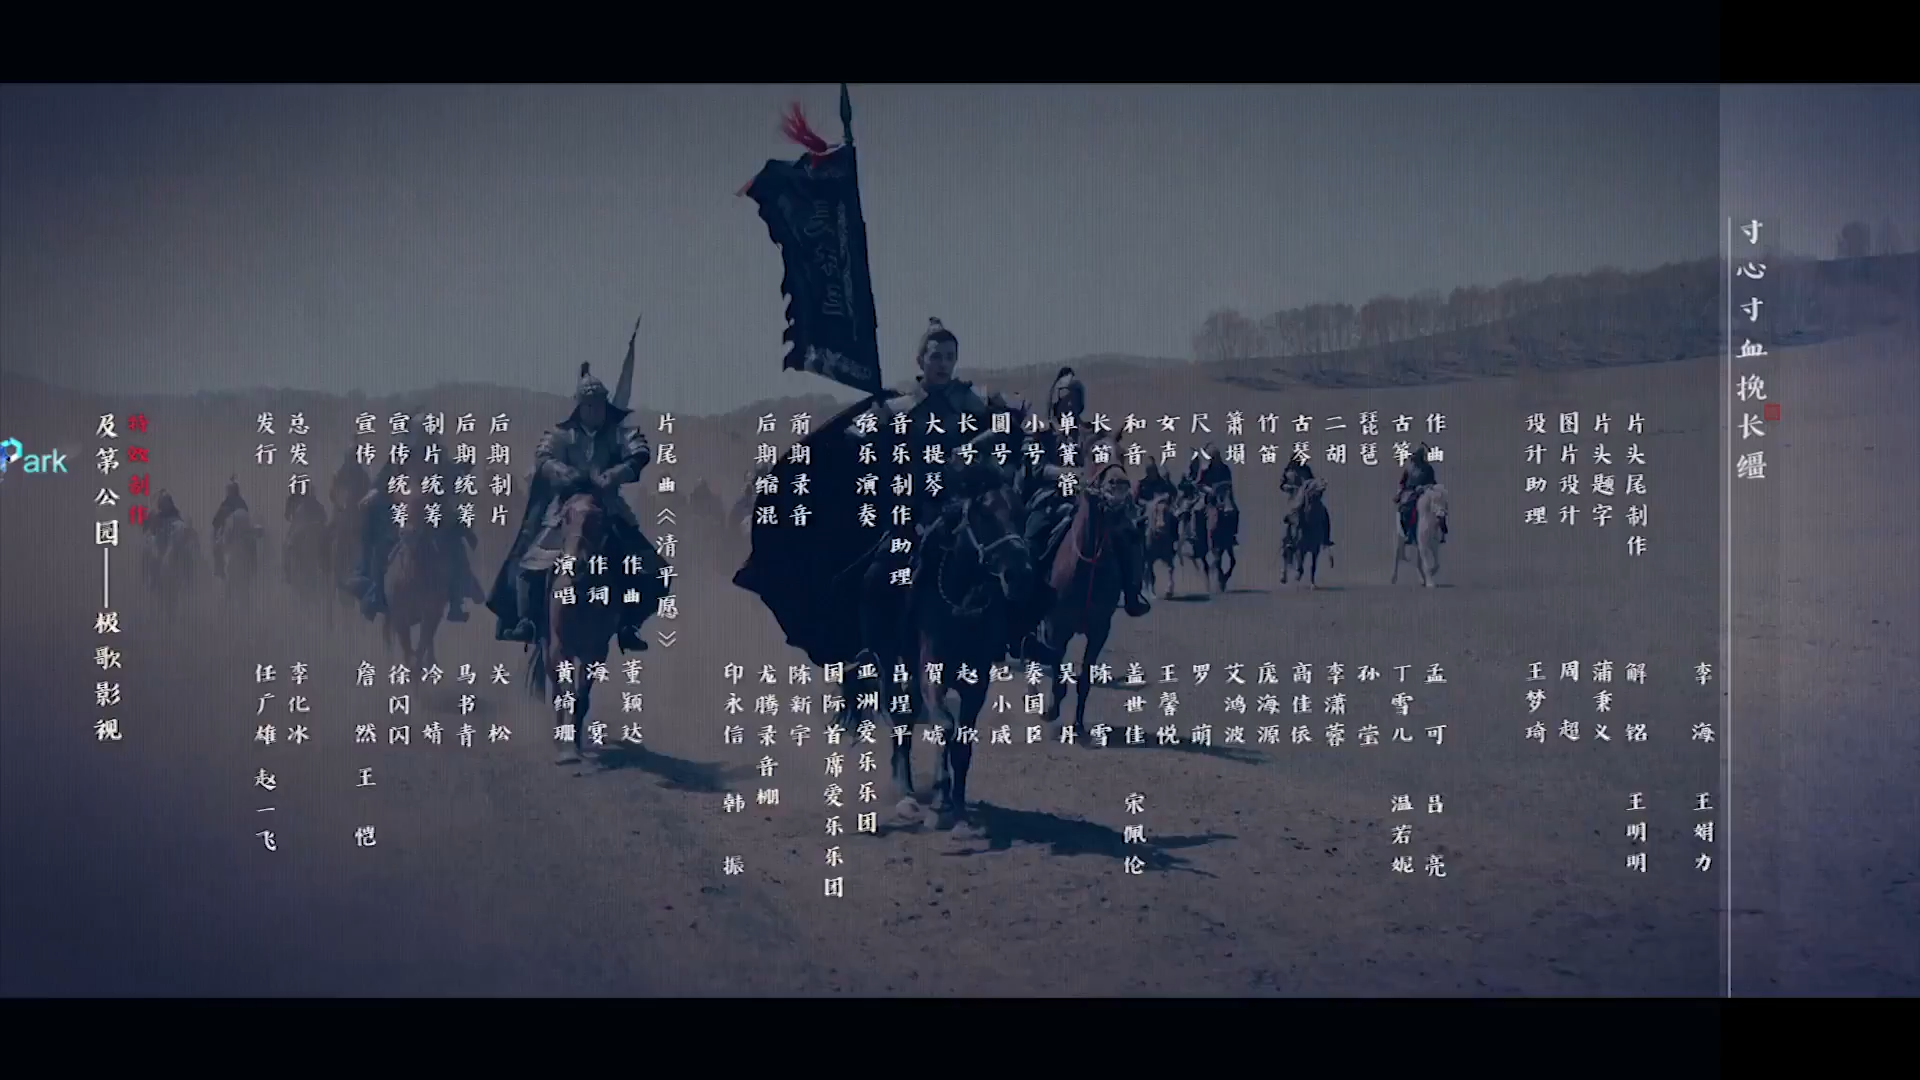 寸心寸血挽长缰
李海 王娟力
片头尾制作 解铭 王明明
片头题字 蒲秉义
图片设计 周超
设计助理 王梦琦
作曲 孟可 吕亮
古筝 丁雪儿 温若妮
琵琶 孙莹
二胡 李潇蓉
古琴 高佳依
竹笛 庞海源
箫埙 艾鸿波
尺八 罗萌
女声 王馨悦
和音 盖世佳 宋佩伦
长笛 陈雪
单簧管 吴丹
小号 秦国臣
圆号 纪小威
长号 赵欣
大提琴 贺
音乐制作助理 吕埕平
弦乐演奏 亚洲爱乐乐团
国际首席爱乐乐团
前期录音 陈新宇
后期缩混 龙腾录音棚
印永信 韩振
片尾曲《清平愿》
作曲 董颖达
作词 海宴
演唱 黄绮珊
后期制片 关松
后期统筹 马书青
制片统筹 冷婧
宣传统筹 徐闪闪
宣传 詹然 王恺
总发行 李化冰
发行 任广雄 赵一飞
特效制作
及第公园——极歌影视
Park